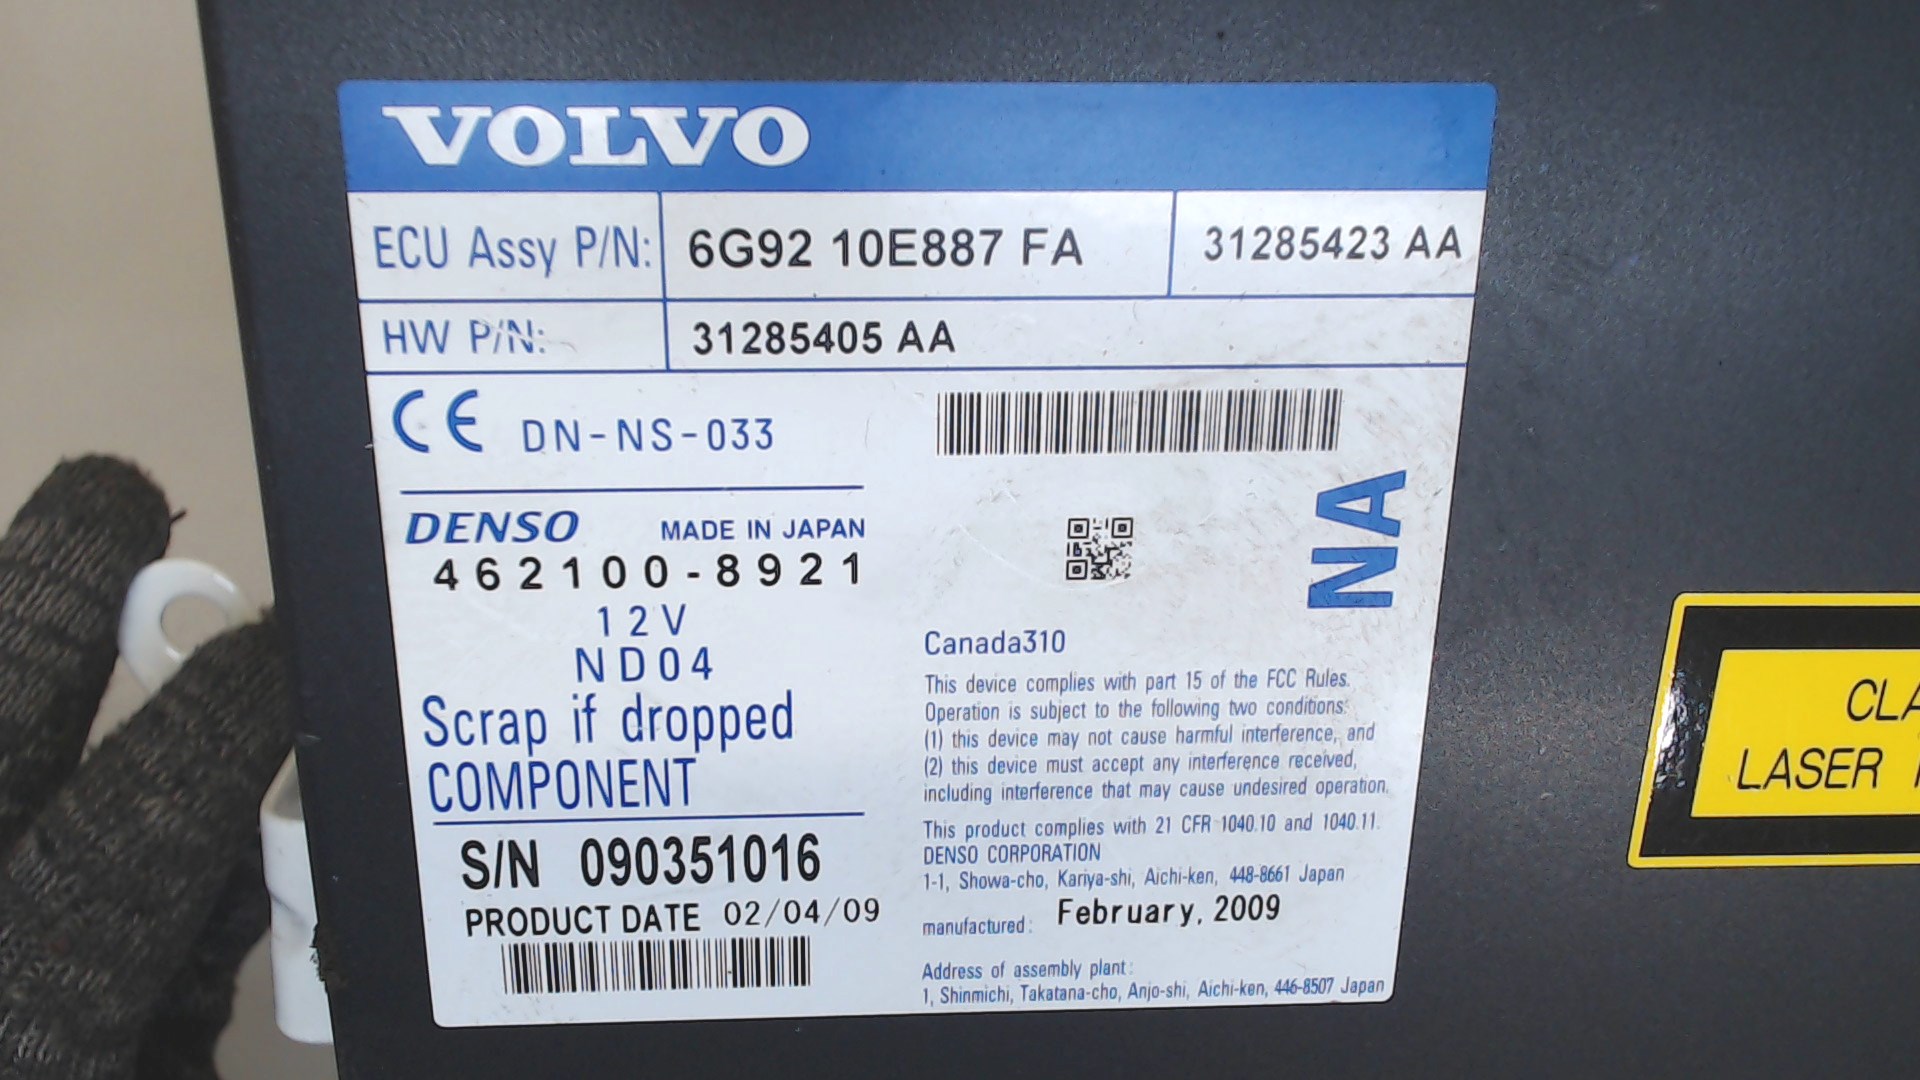 VOLVO
ECU Assy P/N: 6G92 10E887 FA 31285423 AA
HW P/N: 31285405 AA
CE DN-NS-033
DENSO MADE IN JAPAN
462100-8921
12V
ND04
Scrap if dropped
COMPONENT
S/N 090351016
PRODUCT DATE 02/04/09
NA
Canada310
This device complies with part 15 of the FCC Rules.
Operation is subject to the following two conditions:
(1) this device may not cause harmful interference, and
(2) this device must accept any interference received,
including interference that may cause undesired operation.
This product complies with 21 CFR 1040.10 and 1040.11.
DENSO CORPORATION
1-1, Showa-cho, Kariya-shi, Aichi-ken, 448-8661 Japan
manufactured: February, 2009
Address of assembly plant:
1, Shinmichi, Takatana-cho, Anjo-shi, Aichi-ken, 446-8507 Japan
LASER